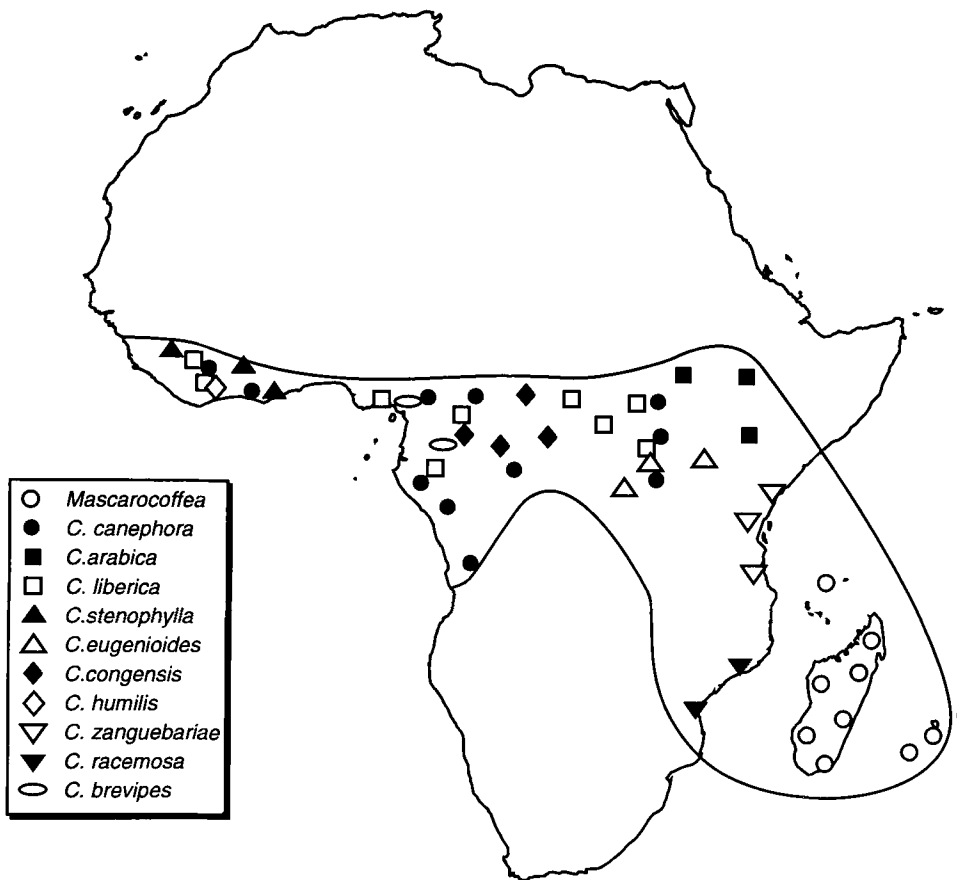 Mascarocoffea
C. canephora
C.arabica
C. liberica
C.stenophylla
C.eugenioides
C.congensis
C. humilis
C. zanguebariae
C. racemosa
C. brevipes